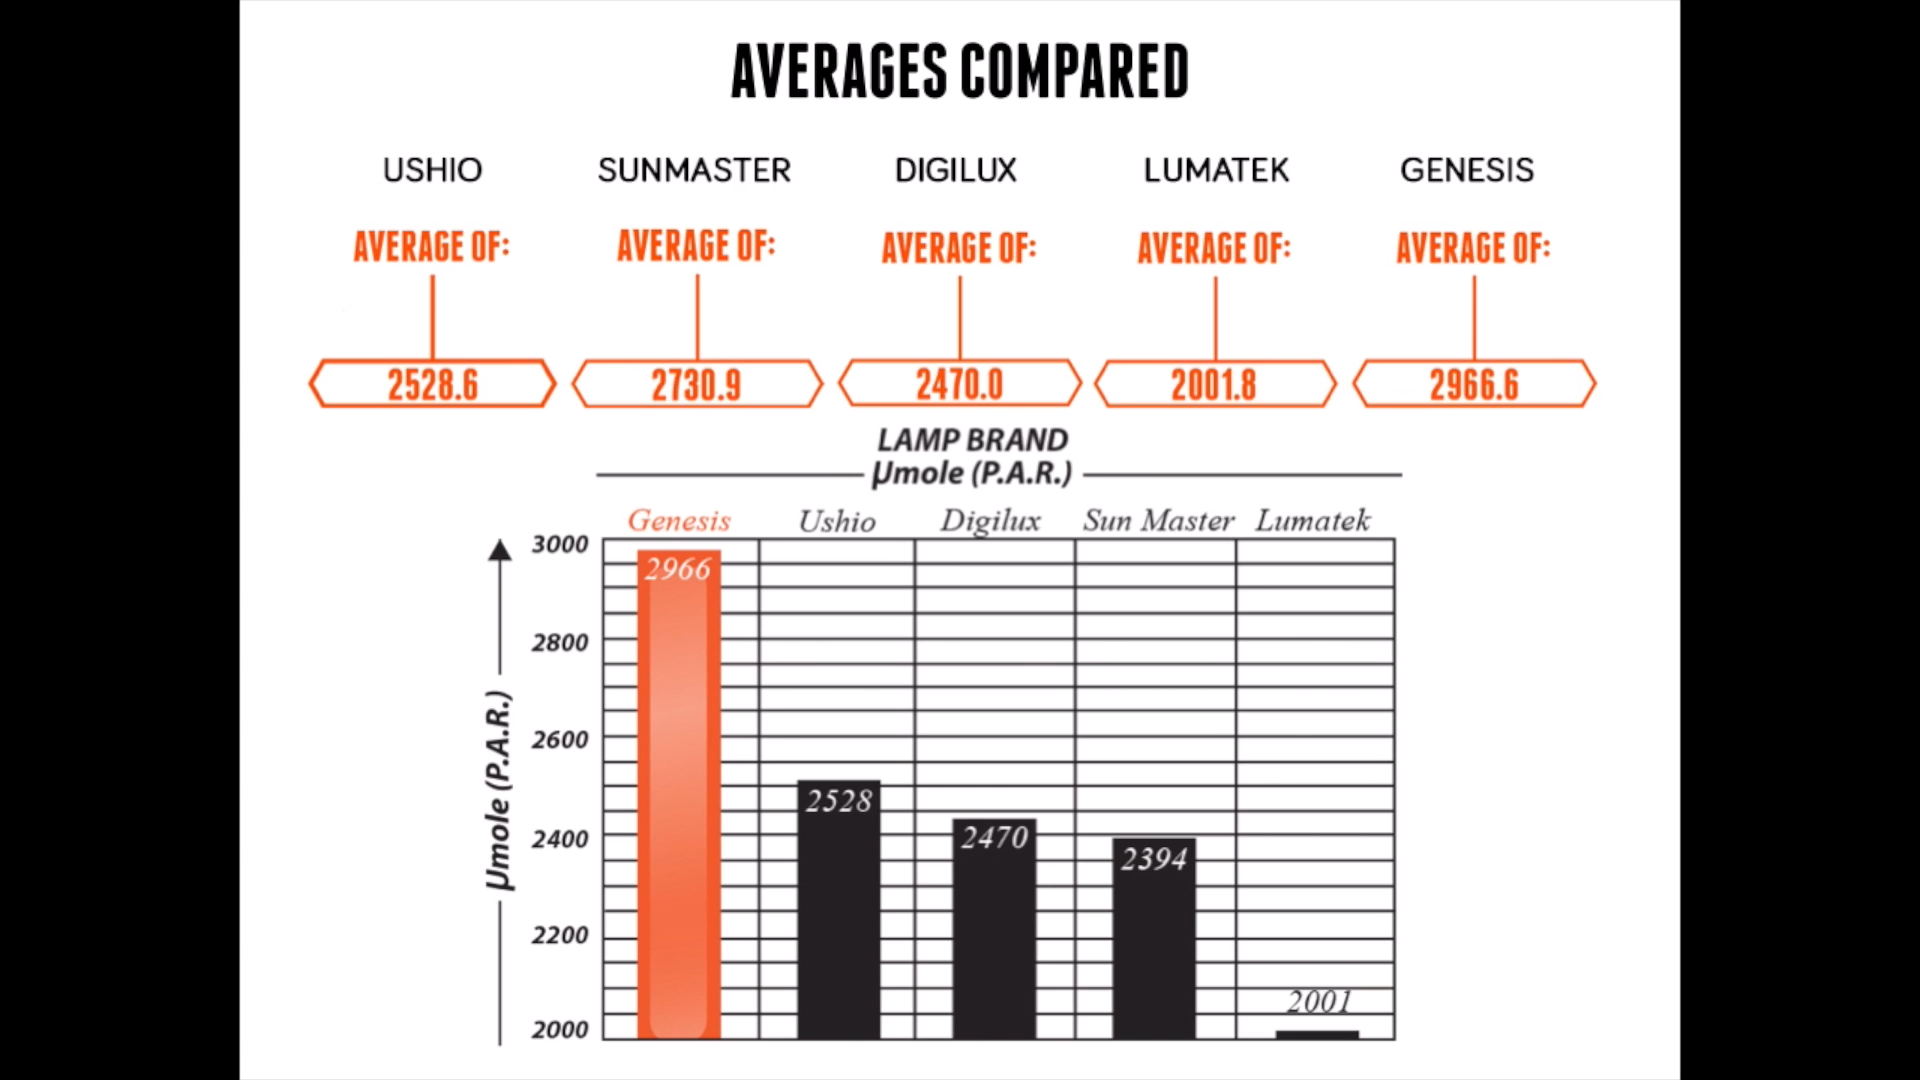 AVERAGES COMPARED
USHIO SUNMASTER DIGILUX LUMATEK GENESIS
AVERAGE OF: AVERAGE OF: AVERAGE OF: AVERAGE OF: AVERAGE OF:
2528.6 2730.9 2470.0 2001.8 2966.6
LAMP BRAND
µmole (P.A.R.)
Genesis Ushio Digilux Sun Master Lumatek
3000
2966
2800
2600
2528
2470
2400
2394
2200
2001
2000
µmole (P.A.R.)